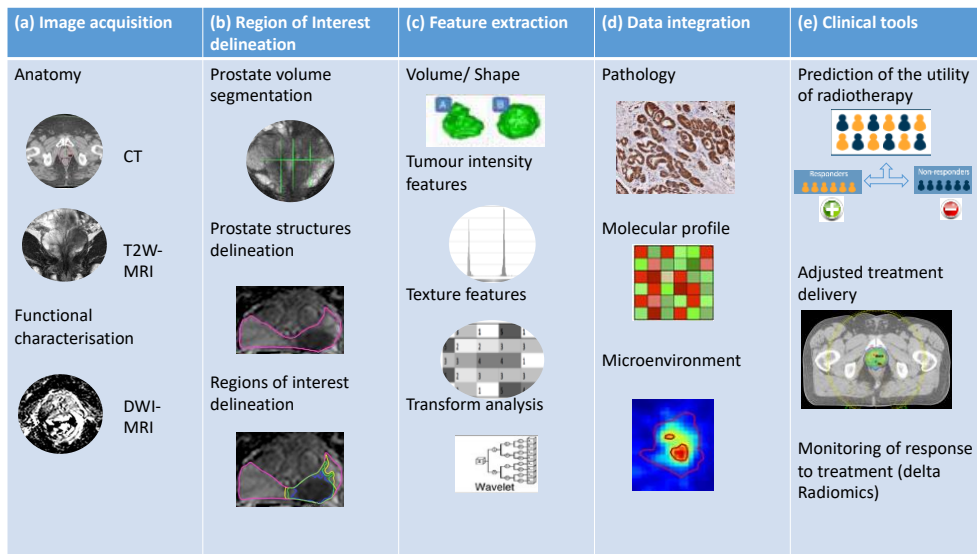 (a) Image acquisition
Anatomy
CT
T2W-
MRI
Functional
characterisation
DWI-
MRI
(b) Region of Interest
delineation
Prostate volume
segmentation
Prostate structures
delineation
Regions of interest
delineation
(c) Feature extraction
Volume/ Shape
A
B
Tumour intensity
features
Texture features
Transform analysis
Wavelet
(d) Data integration
Pathology
Molecular profile
Microenvironment
(e) Clinical tools
Prediction of the utility
of radiotherapy
Responders
Non-responders
Adjusted treatment
delivery
Monitoring of response
to treatment (delta
Radiomics)